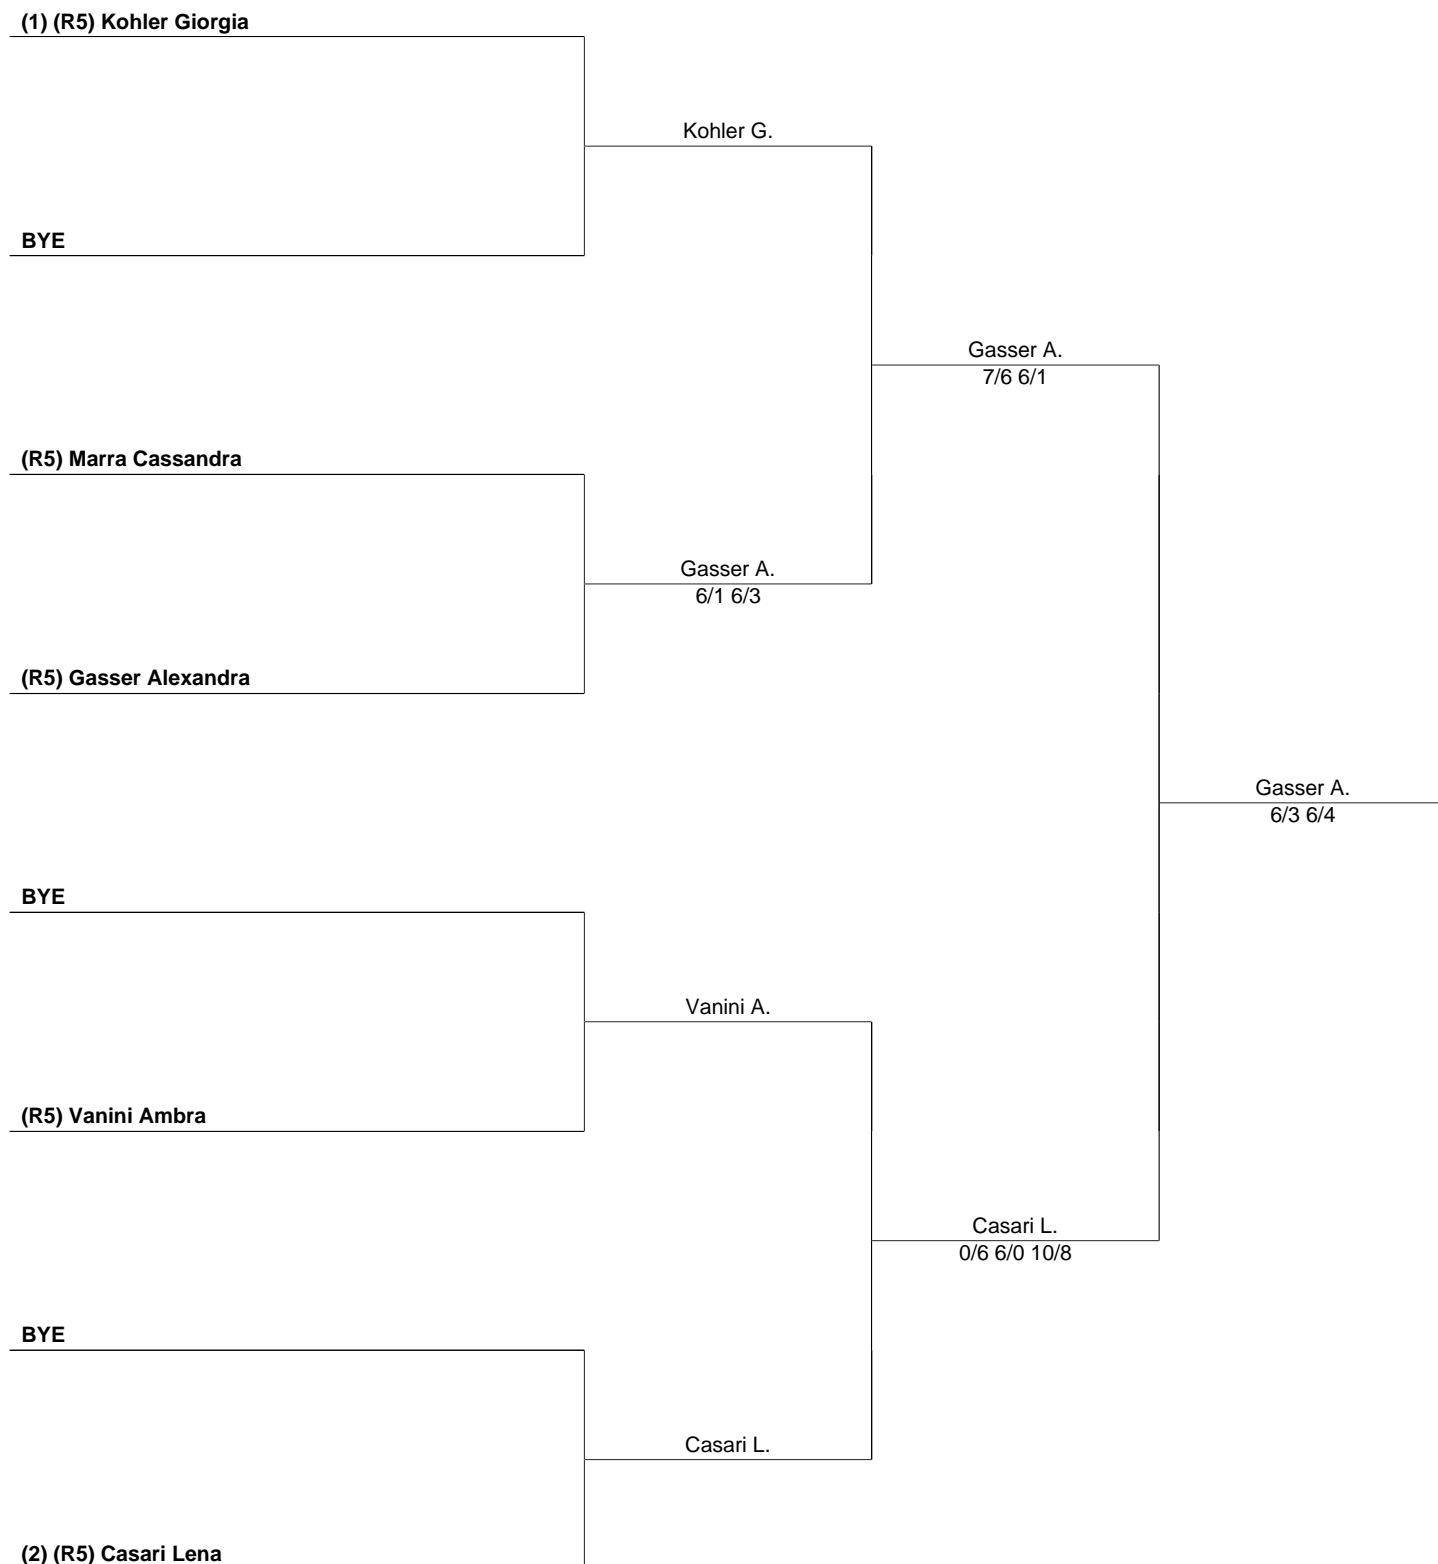 (1) (R5) Kohler Giorgia
Kohler G.
BYE
Gasser A.
7/6 6/1
(R5) Marra Cassandra
Gasser A.
6/1 6/3
(R5) Gasser Alexandra
Gasser A.
6/3 6/4
BYE
Vanini A.
(R5) Vanini Ambra
Casari L.
0/6 6/0 10/8
BYE
Casari L.
(2) (R5) Casari Lena